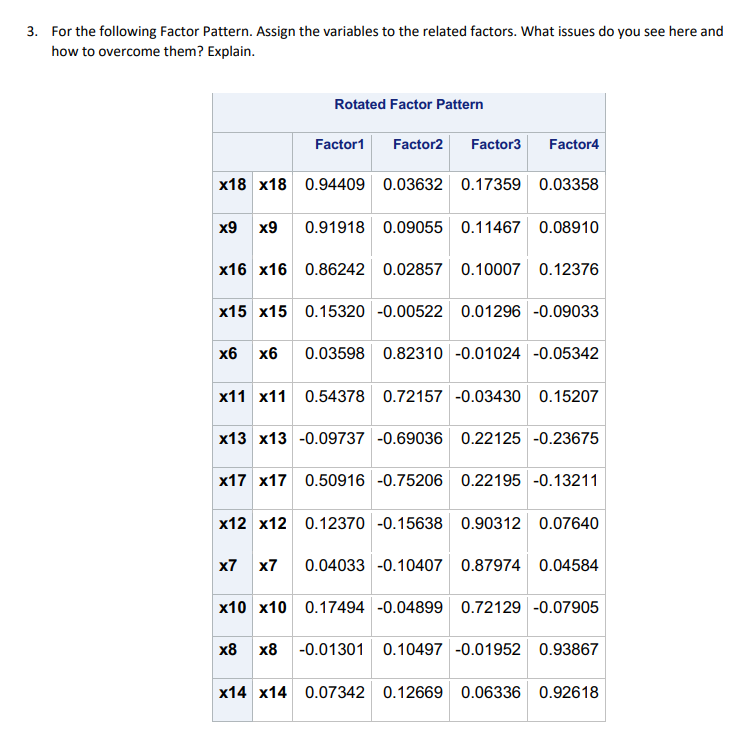 3. For the following Factor Pattern. Assign the variables to the related factors. What issues do you see here and
how to overcome them? Explain.
Rotated Factor Pattern
Factor1 Factor2 Factor3 Factor4
x18 x18 0.94409 0.03632 0.17359 0.03358
x9 x9 0.91918 0.09055 0.11467 0.08910
x16 x16 0.86242 0.02857 0.10007 0.12376
x15 x15 0.15320 -0.00522 0.01296 -0.09033
x6 x6 0.03598 0.82310 -0.01024 -0.05342
x11 x11 0.54378 0.72157 -0.03430 0.15207
x13 x13 -0.09737 -0.69036 0.22125 -0.23675
x17 x17 0.50916 -0.75206 0.22195 -0.13211
x12 x12 0.12370 -0.15638 0.90312 0.07640
x7 x7 0.04033 -0.10407 0.87974 0.04584
x10 x10 0.17494 -0.04899 0.72129 -0.07905
x8 x8 -0.01301 0.10497 -0.01952 0.93867
x14 x14 0.07342 0.12669 0.06336 0.92618